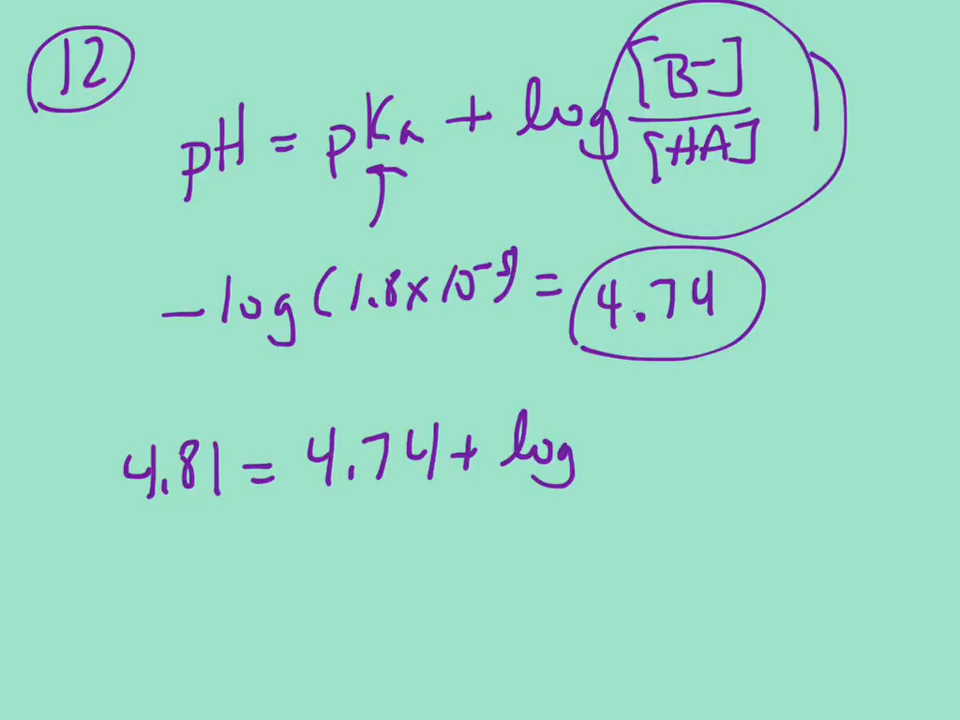 12
pH = pKa + log [B-]/[HA]
-log(1.8x10-5) = 4.74
4.81 = 4.74 + log